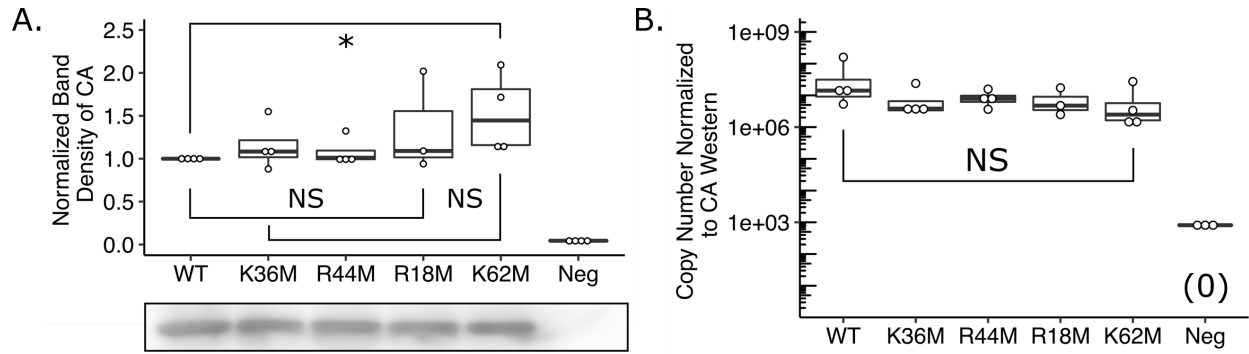 A.
Normalized Band
Density of CA
2.5
2.0
1.5
1.0
0.5
0.0
*
NS
NS
WT K36M R44M R18M K62M Neg
B.
Copy Number Normalized
to CA Western
1e+09
1e+06
1e+03
NS
(0)
WT K36M R44M R18M K62M Neg